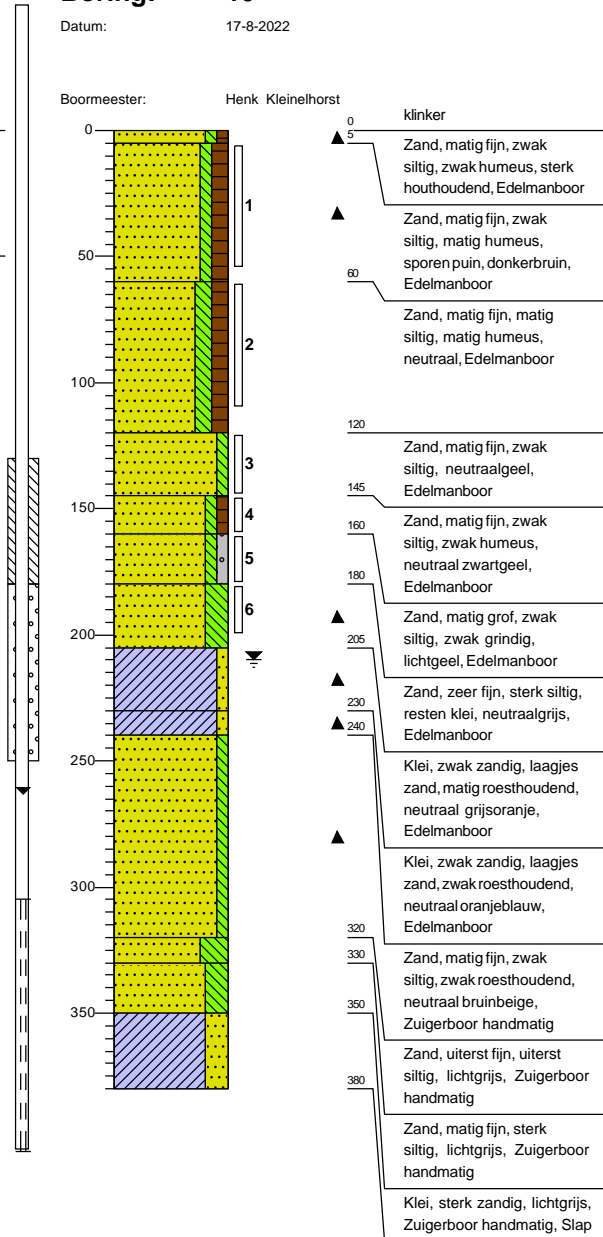 Datum: 17-8-2022
Boormeester: Henk Kleinelhorst
0
50
100
150
200
250
300
350
1
2
3
4
5
6
klinker
0
5
Zand, matig fijn, zwak
siltig, zwak humeus, sterk
houthoudend, Edelmanboor
Zand, matig fijn, zwak
siltig, matig humeus,
sporen puin, donkerbruin,
Edelmanboor
60
Zand, matig fijn, matig
siltig, matig humeus,
neutraal, Edelmanboor
120
Zand, matig fijn, zwak
siltig, neutraalgeel,
Edelmanboor
145
Zand, matig fijn, zwak
siltig, zwak humeus,
neutraal zwartgeel,
Edelmanboor
160
Zand, matig grof, zwak
siltig, zwak grindig,
lichtgeel, Edelmanboor
180
Zand, zeer fijn, sterk siltig,
resten klei, neutraalgrijs,
Edelmanboor
205
Klei, zwak zandig, laagjes
zand, matig roesthoudend,
neutraal grijsoranje,
Edelmanboor
230
Klei, zwak zandig, laagjes
zand, zwak roesthoudend,
neutraal oranjeblauw,
Edelmanboor
240
Zand, matig fijn, zwak
siltig, zwak roesthoudend,
neutraal bruinbeige,
Zuigerboor handmatig
320
Zand, uiterst fijn, uiterst
siltig, lichtgrijs, Zuigerboor
handmatig
330
Zand, matig fijn, sterk
siltig, lichtgrijs, Zuigerboor
handmatig
350
Klei, sterk zandig, lichtgrijs,
Zuigerboor handmatig, Slap
380